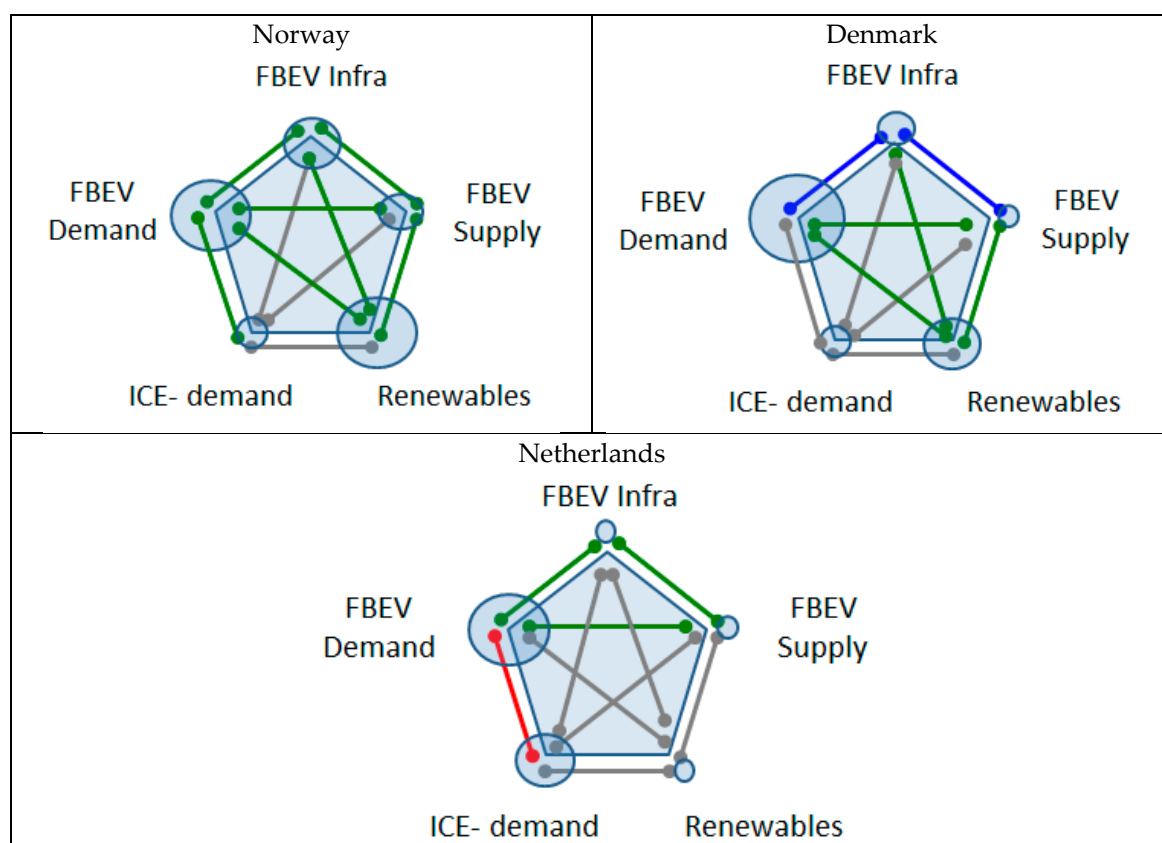 Norway
FBEV Infra
FBEV
Demand
FBEV
Supply
ICE- demand
Renewables
Denmark
FBEV Infra
FBEV
Demand
FBEV
Supply
ICE- demand
Renewables
Netherlands
FBEV Infra
FBEV
Demand
FBEV
Supply
ICE- demand
Renewables